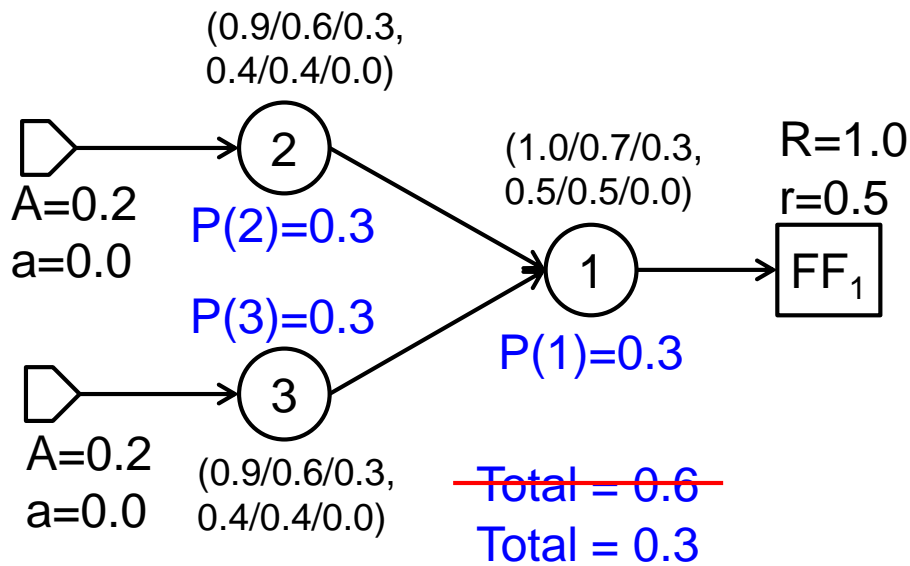 (0.9/0.6/0.3,
0.4/0.4/0.0)
2
A=0.2
a=0.0
P(2)=0.3
(1.0/0.7/0.3,
0.5/0.5/0.0)
R=1.0
r=0.5
1
FF₁
P(3)=0.3
P(1)=0.3
3
A=0.2
a=0.0
(0.9/0.6/0.3,
0.4/0.4/0.0)
Total = 0.6
Total = 0.3